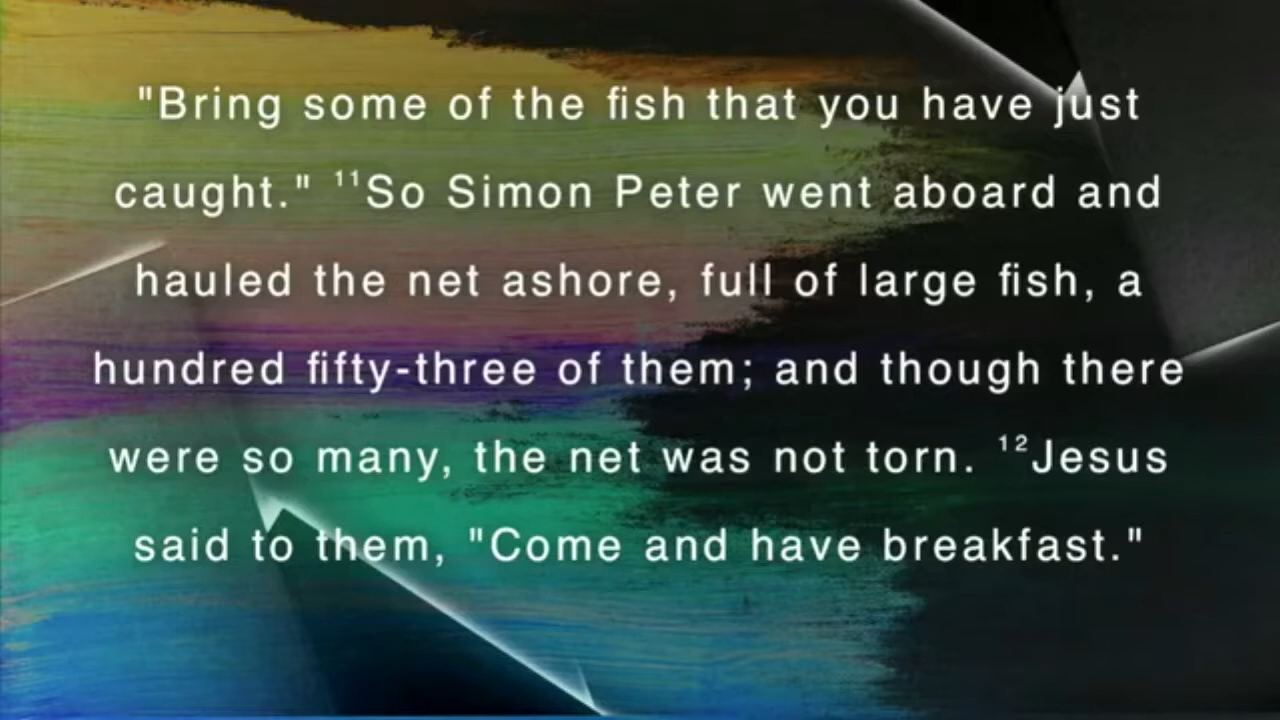 "Bring some of the fish that you have just
caught." ¹¹So Simon Peter went aboard and
hauled the net ashore, full of large fish, a
hundred fifty-three of them; and though there
were so many, the net was not torn. ¹²Jesus
said to them, "Come and have breakfast."